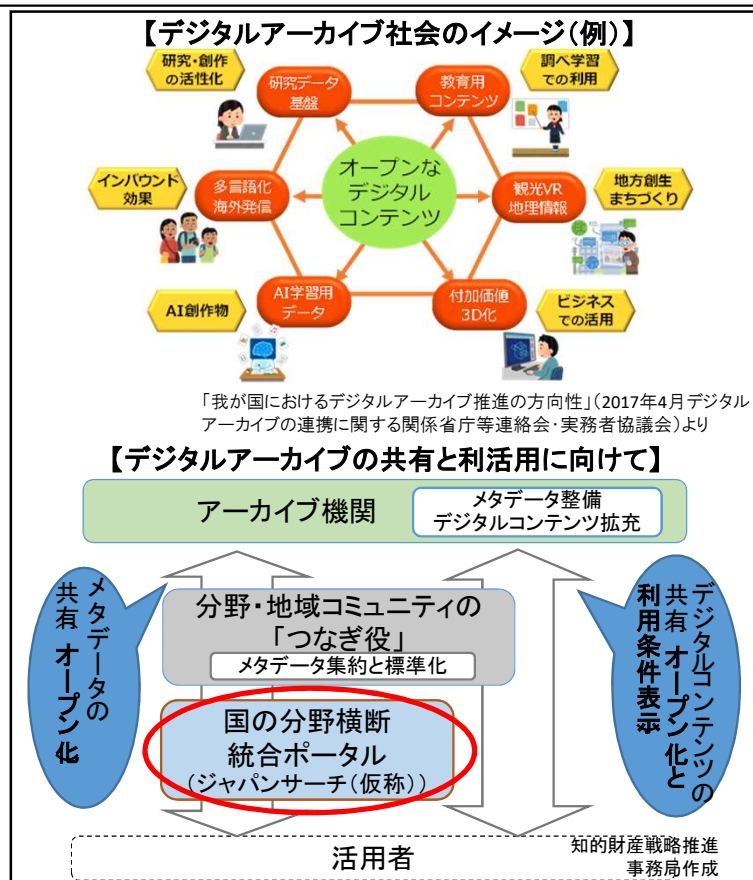 【デジタルアーカイブ社会のイメージ(例)】
研究・創作
の活性化
研究データ
基盤
教育用
コンテンツ
調べ学習
での利用
インバウンド
効果
多言語化
海外発信
オープンな
デジタル
コンテンツ
観光VR
地理情報
地方創生
まちづくり
AI創作物
AI学習用
データ
付加価値
3D化
ビジネス
での活用
「我が国におけるデジタルアーカイブ推進の方向性」(2017年4月デジタル
アーカイブの連携に関する関係省庁等連絡会・実務者協議会)より
【デジタルアーカイブの共有と利活用に向けて】
アーカイブ機関
メタデータ整備
デジタルコンテンツ拡充
メタデータの
共有 オープン化
分野・地域コミュニティの
「つなぎ役」
メタデータ集約と標準化
国の分野横断
統合ポータル
(ジャパンサーチ(仮称))
デジタルコンテンツの
共有 オープン化と
利用条件表示
活用者
知的財産戦略推進
事務局作成